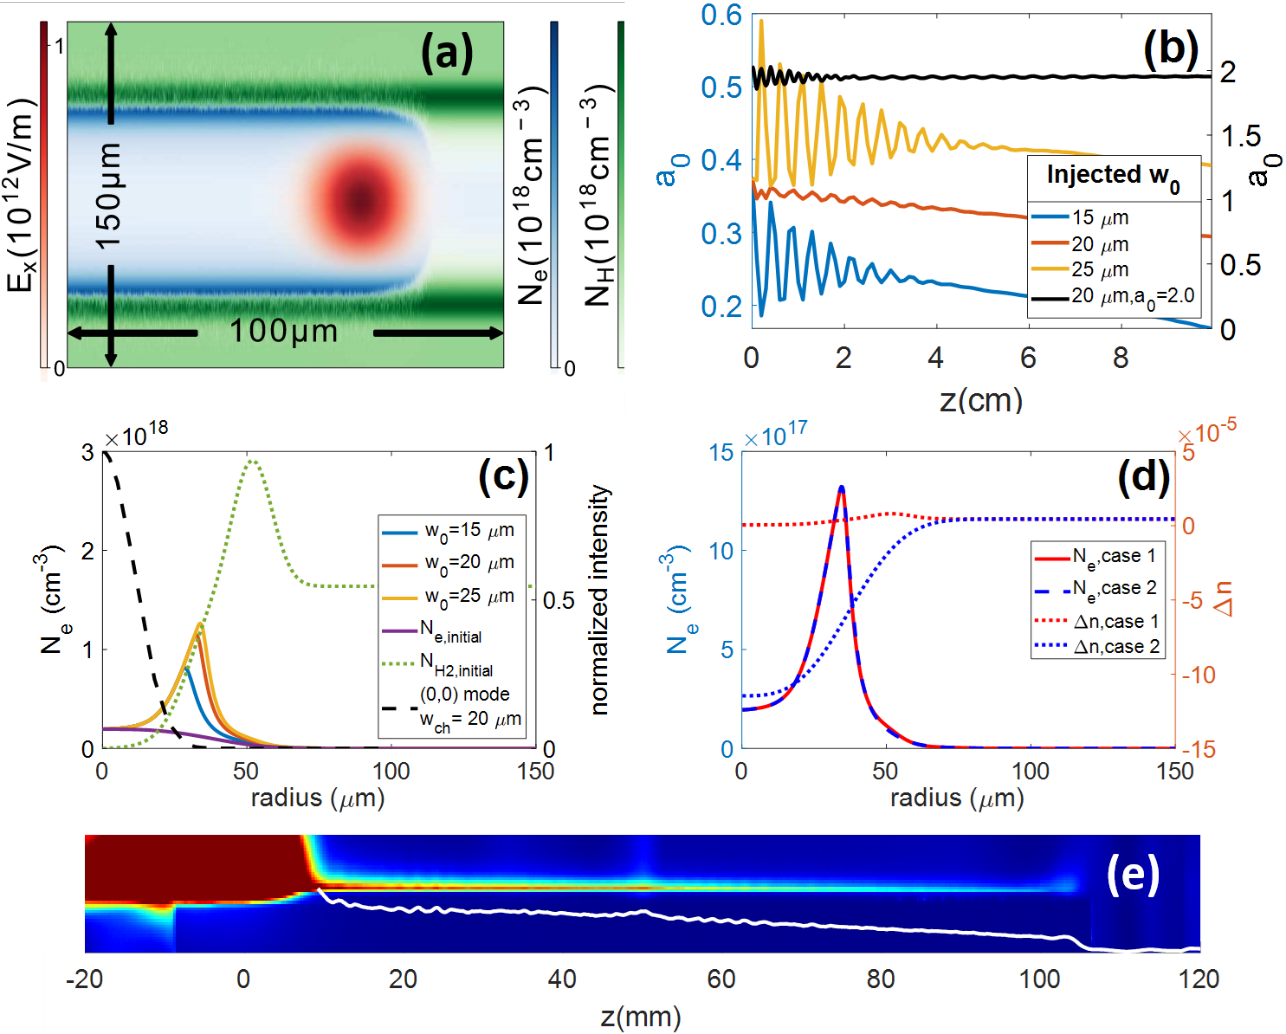 (a)
1
0
E_x(10^12V/m)
150μm
100μm
0
N_e(10^18cm^-3)
N_H(10^18cm^-3)
(b)
0.6
0.5
0.4
0.3
0.2
a_0
2
1.5
1
0.5
0
a_0
Injected w_0
15 μm
20 μm
25 μm
20 μm,a_0=2.0
0 2 4 6 8
z(cm)
×10^18
(c)
3
2
1
0
N_e (cm^-3)
1
0.5
0
normalized intensity
w_0=15 μm
w_0=20 μm
w_0=25 μm
N_e,initial
N_H2,initial
(0,0) mode
w_ch= 20 μm
0 50 100 150
radius (μm)
×10^17
×10^-5
(d)
15
10
5
0
N_e (cm^-3)
5
0
-5
-10
-15
Δn
N_e,case 1
N_e,case 2
Δn,case 1
Δn,case 2
0 50 100 150
radius (μm)
(e)
-20 0 20 40 60 80 100 120
z(mm)